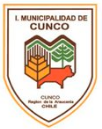 I. MUNICIPALIDAD DE
CUNCO
CUNCO
Región de la Araucanía
CHILE